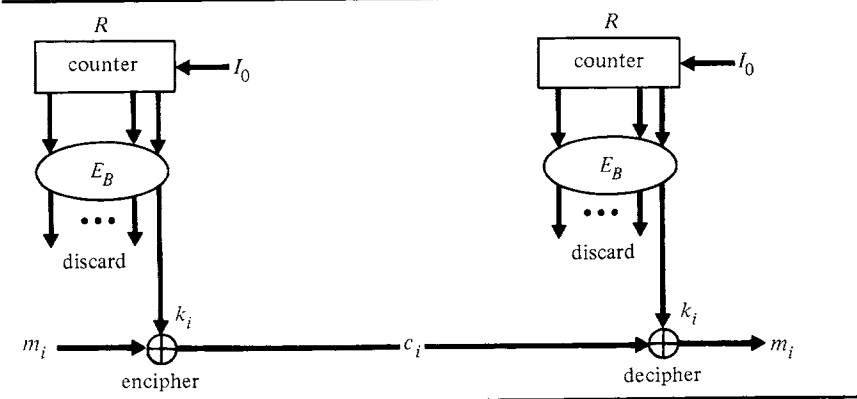 R
counter
I₀
E_B
...
discard
k_i
m_i
c_i
encipher
R
counter
I₀
E_B
...
discard
k_i
m_i
decipher